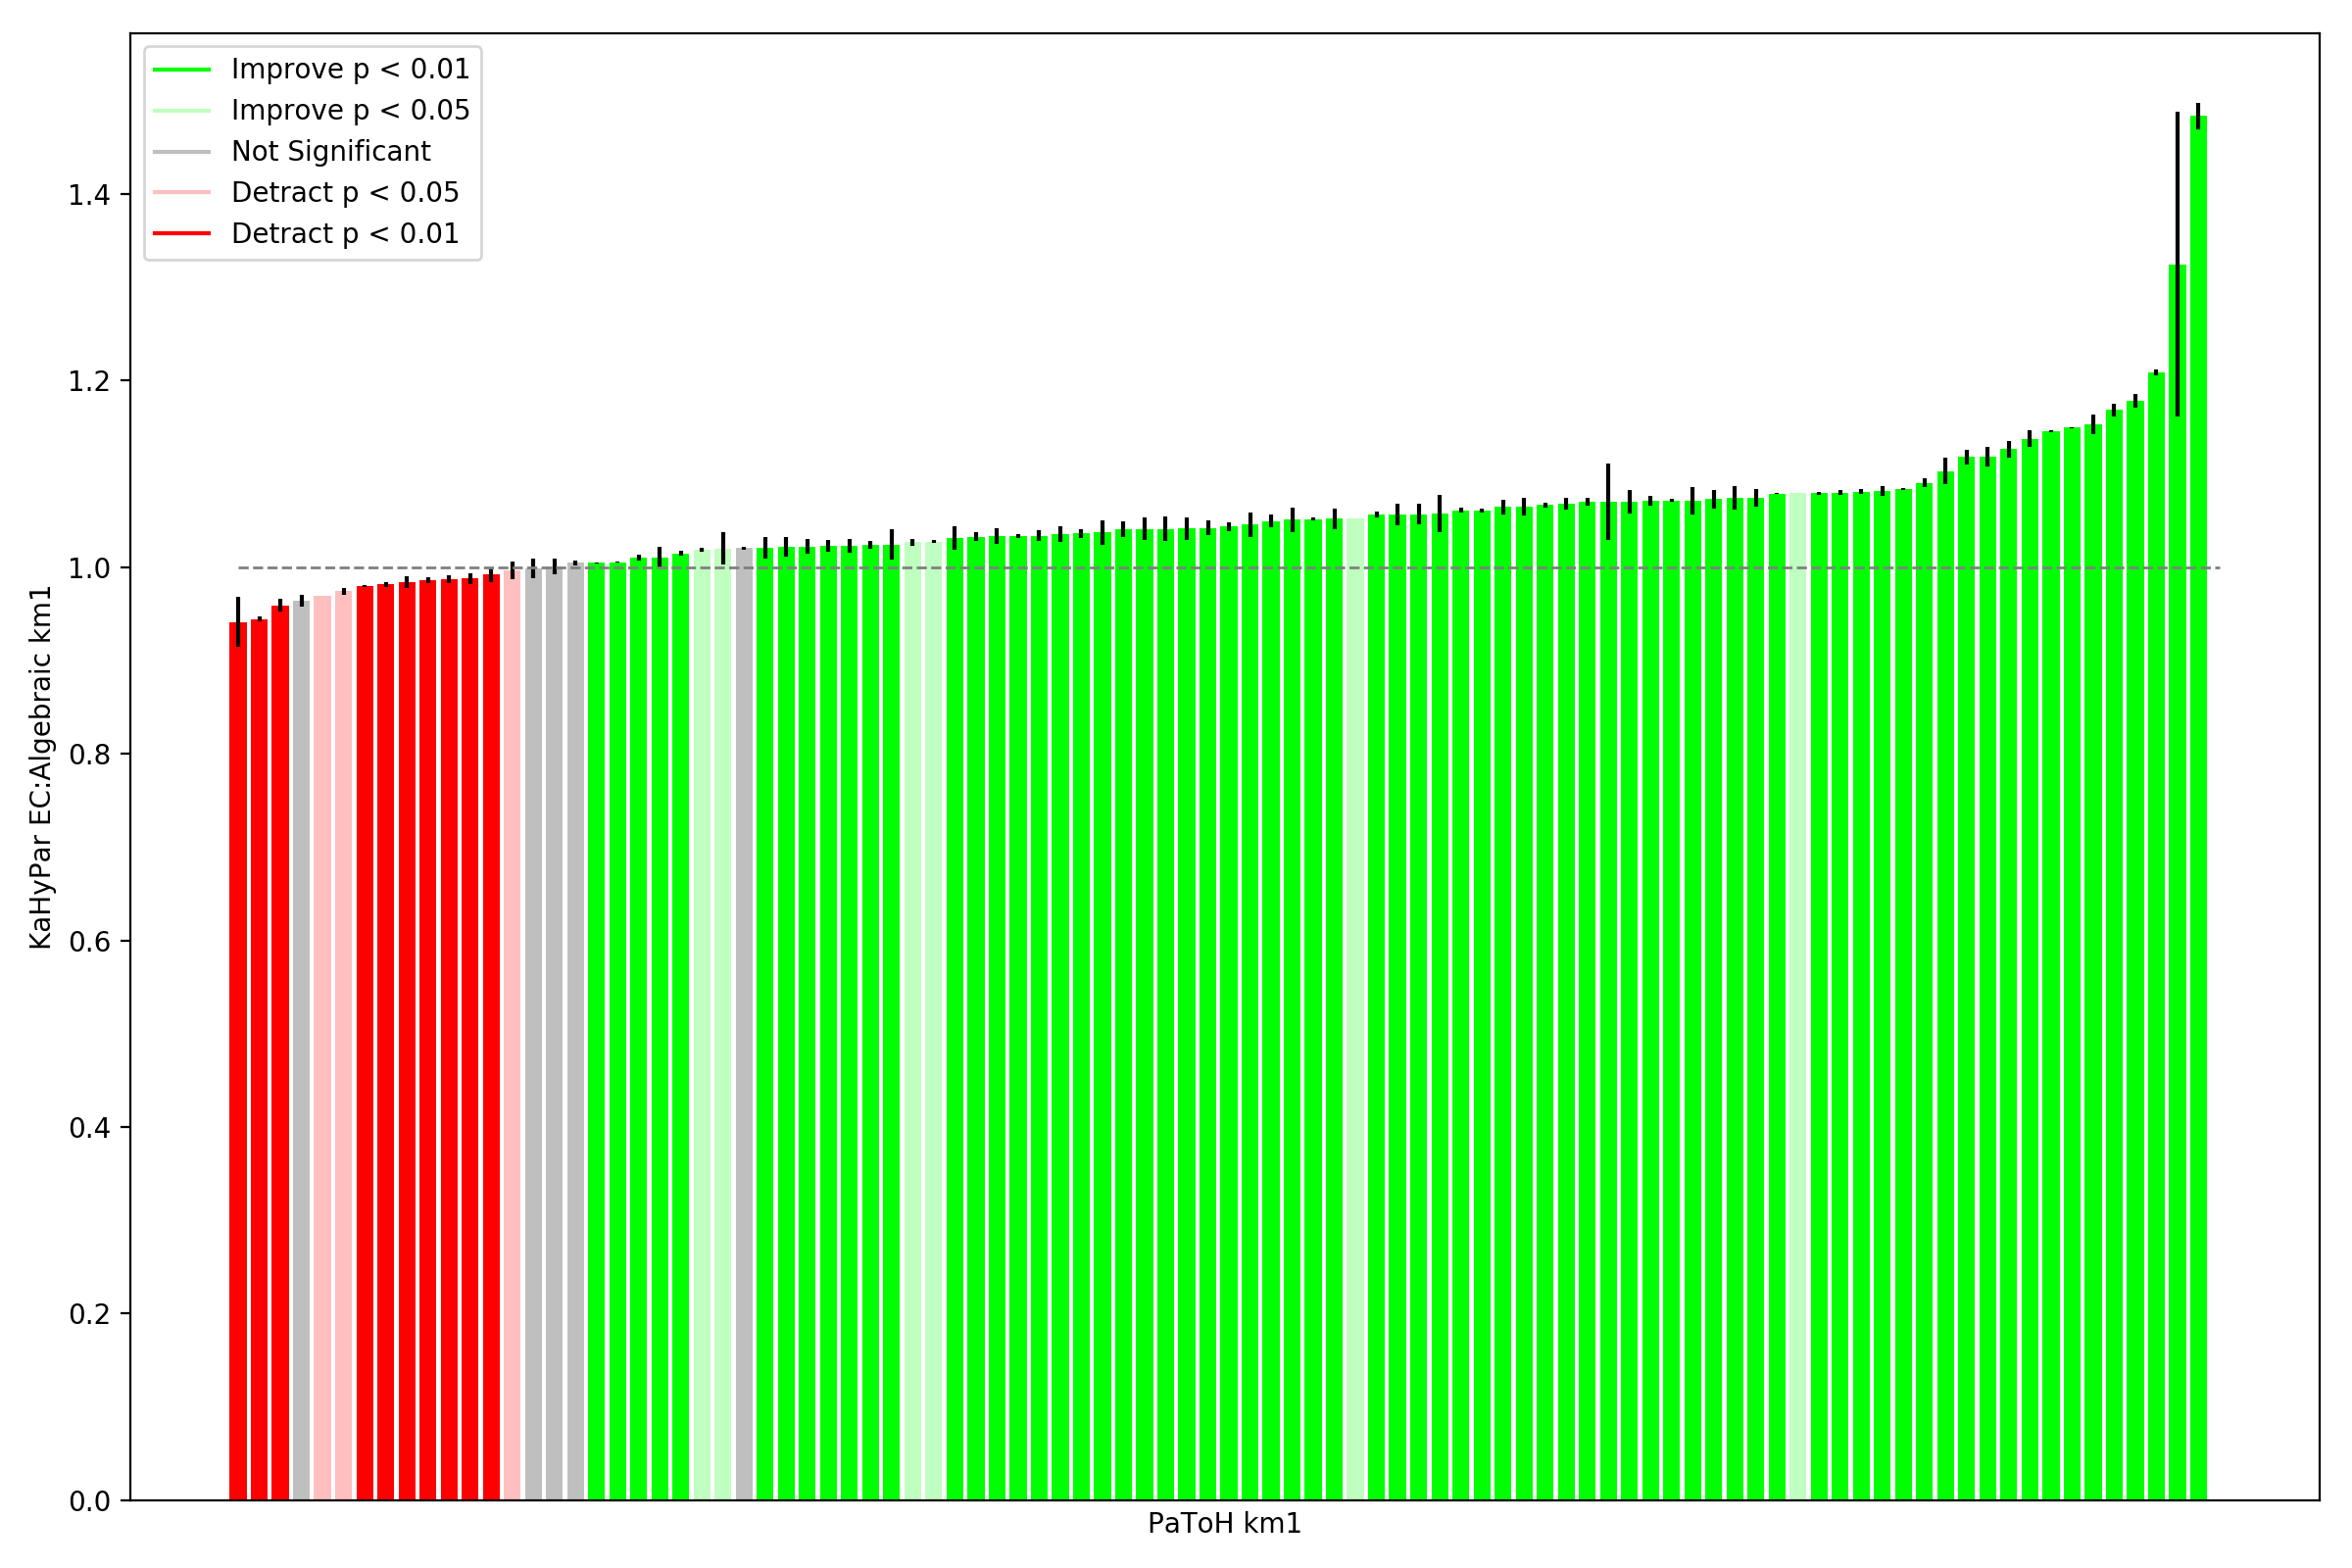 Improve p < 0.01
Improve p < 0.05
Not Significant
Detract p < 0.05
Detract p < 0.01
1.4
1.2
1.0
0.8
0.6
0.4
0.2
0.0
KaHyPar EC:Algebraic km1
PaToH km1